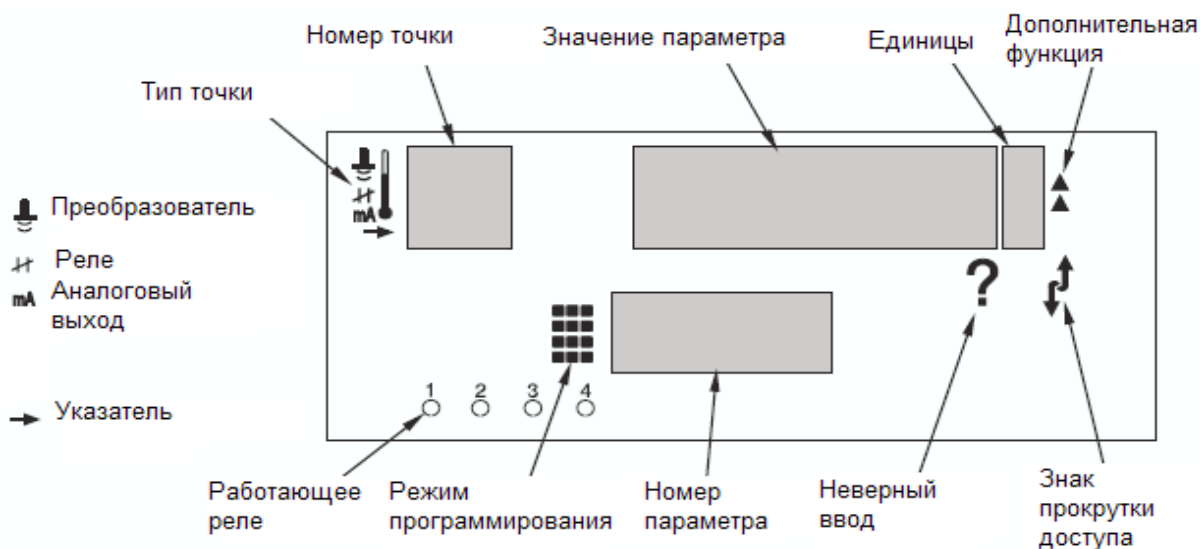 Номер точки
Значение параметра
Единицы
Дополнительная
функция
Тип точки
mA
Преобразователь
Реле
mA Аналоговый
выход
?
1 2 3 4
Указатель
Работающее
реле
Режим
программирования
Номер
параметра
Неверный
ввод
Знак
прокрутки
доступа